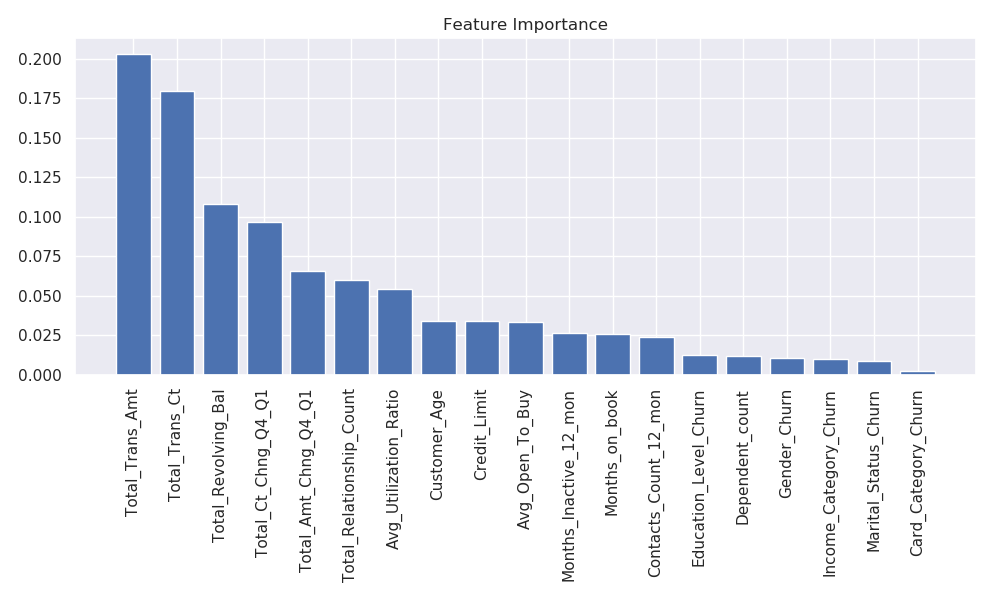 Feature Importance
0.200
0.175
0.150
0.125
0.100
0.075
0.050
0.025
0.000
Total_Trans_Amt
Total_Trans_Ct
Total_Revolving_Bal
Total_Ct_Chng_Q4_Q1
Total_Amt_Chng_Q4_Q1
Total_Relationship_Count
Avg_Utilization_Ratio
Customer_Age
Credit_Limit
Avg_Open_To_Buy
Months_Inactive_12_mon
Months_on_book
Contacts_Count_12_mon
Education_Level_Churn
Dependent_count
Gender_Churn
Income_Category_Churn
Marital_Status_Churn
Card_Category_Churn